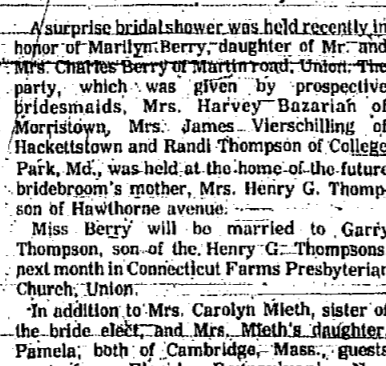 A surprise bridal shower was held recently in
honor of Marilyn Berry, daughter of Mr. and
Mrs. Charles Berry of Martin road, Union. The
party, which was given by prospective
bridesmaids, Mrs. Harvey Bazarian of
Morristown, Mrs. James Vierschilling of
Hackettstown and Randi Thompson of College
Park, Md., was held at the home of the future
bridebroom's mother, Mrs. Henry G. Thomp-
son of Hawthorne avenue.
Miss Berry will be married to Garry
Thompson, son of the Henry G. Thompsons
next month in Connecticut Farms Presbyterian
Church, Union.
In addition to Mrs. Carolyn Mieth, sister of
the bride elect, and Mrs. Mieth's daughter,
Pamela, both of Cambridge, Mass., guests